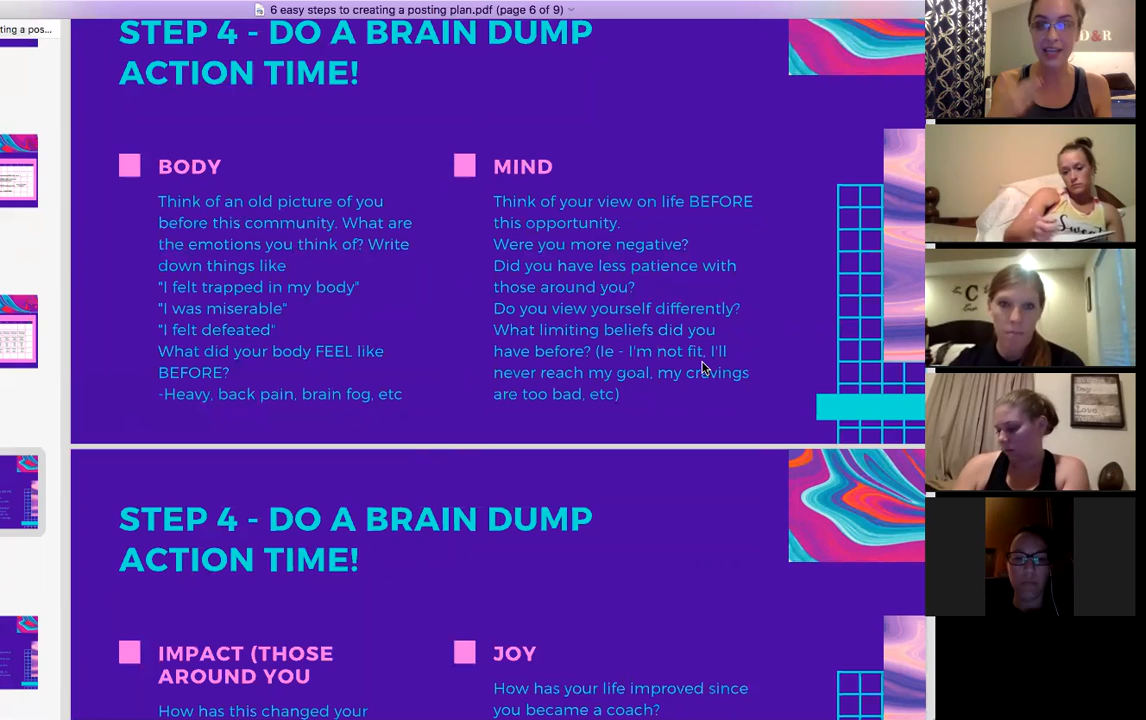 6 easy steps to creating a posting plan.pdf (page 6 of 9)
ting a pos...
STEP 4 - DO A BRAIN DUMP
ACTION TIME!
BODY
Think of an old picture of you
before this community. What are
the emotions you think of? Write
down things like
"I felt trapped in my body"
"I was miserable"
"I felt defeated"
What did your body FEEL like
BEFORE?
-Heavy, back pain, brain fog, etc
MIND
Think of your view on life BEFORE
this opportunity.
Were you more negative?
Did you have less patience with
those around you?
Do you view yourself differently?
What limiting beliefs did you
have before? (Ie - I'm not fit, I'll
never reach my goal, my cravings
are too bad, etc)
STEP 4 - DO A BRAIN DUMP
ACTION TIME!
IMPACT (THOSE
AROUND YOU
How has this changed your
JOY
How has your life improved since
you became a coach?
D&R
C